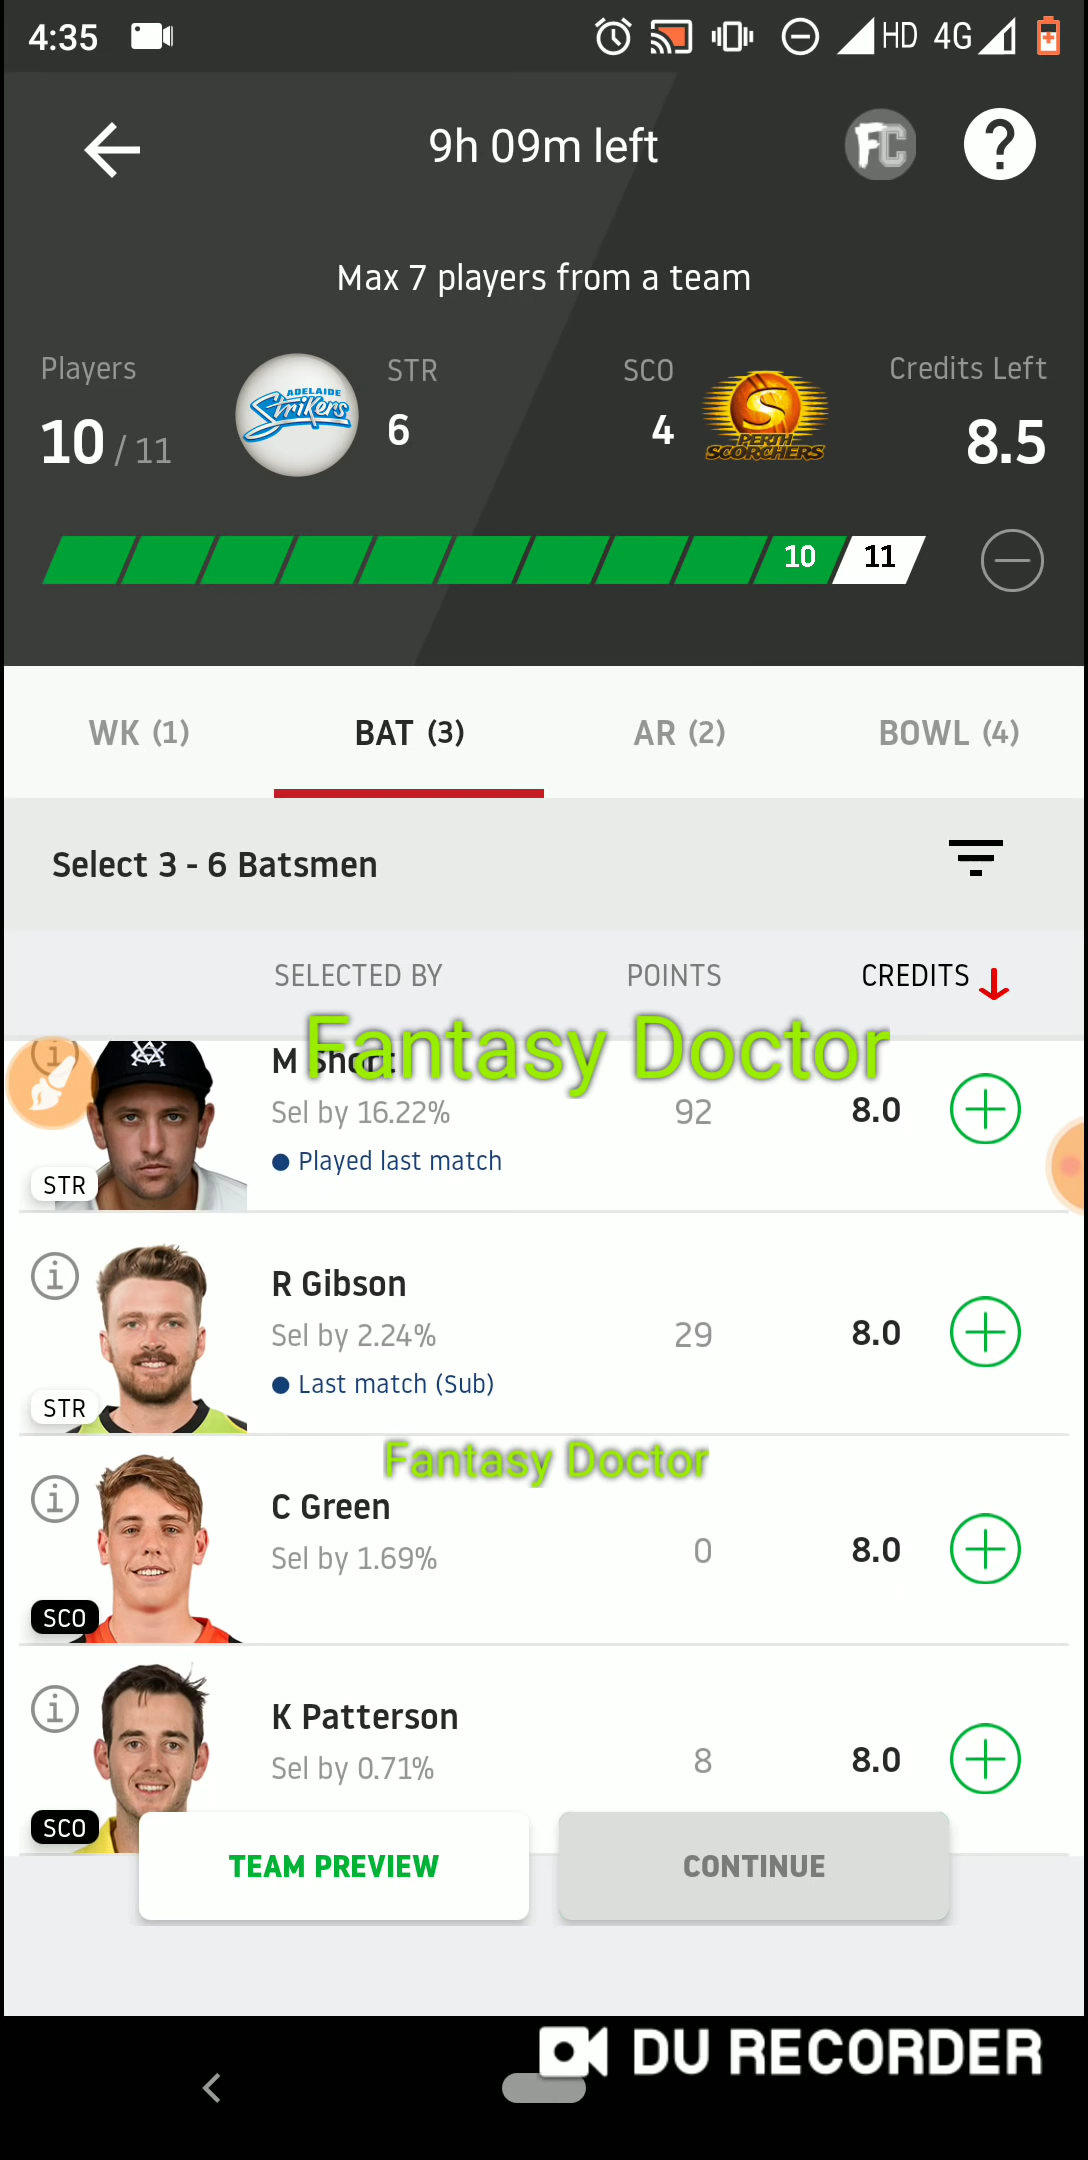 4:35
HD 4G
9h 09m left
FC
?
Max 7 players from a team
Players
STR
SCO
Credits Left
10 / 11
6
4
8.5
ADELAIDE
Strikers
S
PERTH
SCORCHERS
10
11
WK (1)
BAT (3)
AR (2)
BOWL (4)
Select 3 - 6 Batsmen
SELECTED BY
POINTS
CREDITS
Fantasy Doctor
M Short
Sel by 16.22%
92
8.0
Played last match
STR
R Gibson
Sel by 2.24%
29
8.0
Last match (Sub)
STR
Fantasy Doctor
C Green
Sel by 1.69%
0
8.0
SCO
K Patterson
Sel by 0.71%
8
8.0
SCO
TEAM PREVIEW
CONTINUE
DU RECORDER